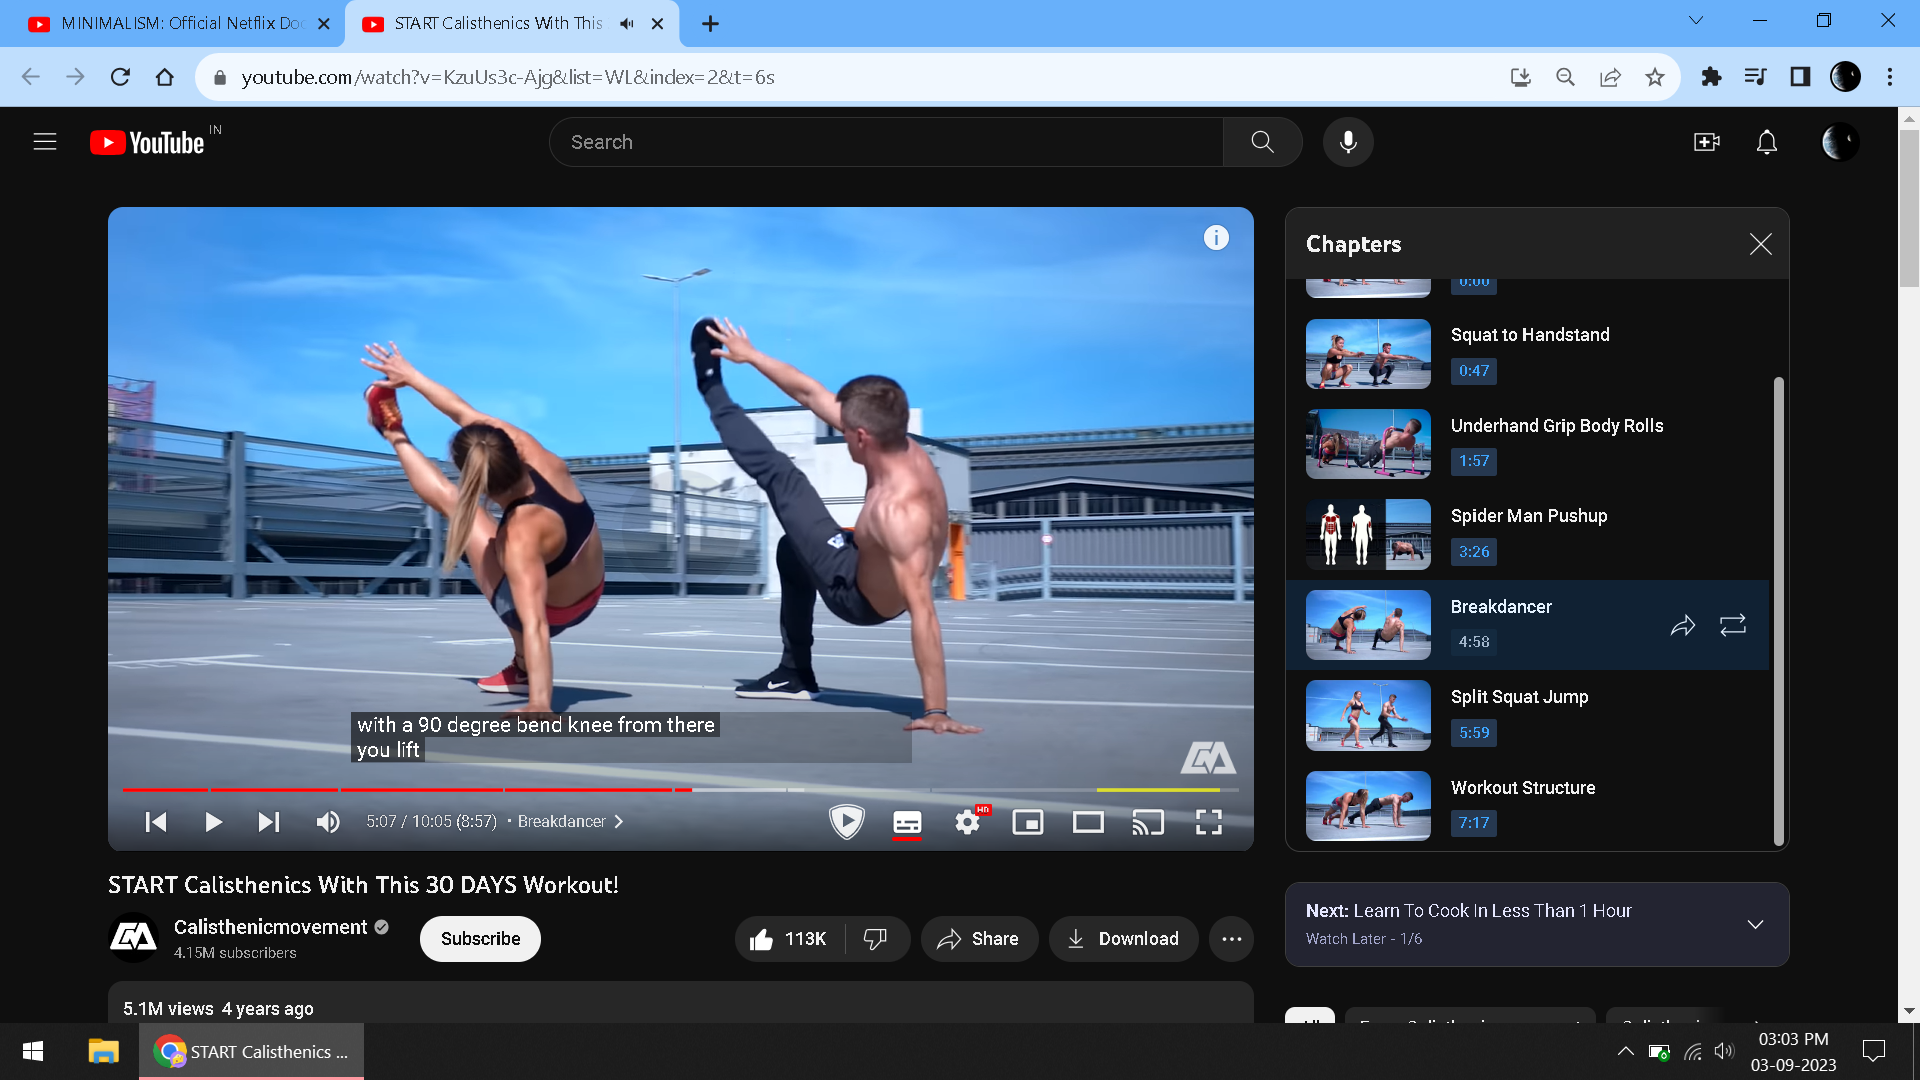 MINIMALISM: Official Netflix Do
START Calisthenics With This
youtube.com/watch?v=KzuUs3c-Ajg&list=WL&index=2&t=6s
YouTube IN
Search
Chapters
0:00
Squat to Handstand
0:47
Underhand Grip Body Rolls
1:57
Spider Man Pushup
3:26
Breakdancer
4:58
Split Squat Jump
5:59
Workout Structure
7:17
with a 90 degree bend knee from there
you lift
5:07 / 10:05 (8:57) • Breakdancer
HD
START Calisthenics With This 30 DAYS Workout!
Calisthenicmovement
4.15M subscribers
Subscribe
113K
Share
Download
Next: Learn To Cook In Less Than 1 Hour
Watch Later - 1/6
5.1M views 4 years ago
START Calisthenics ...
03:03 PM
03-09-2023